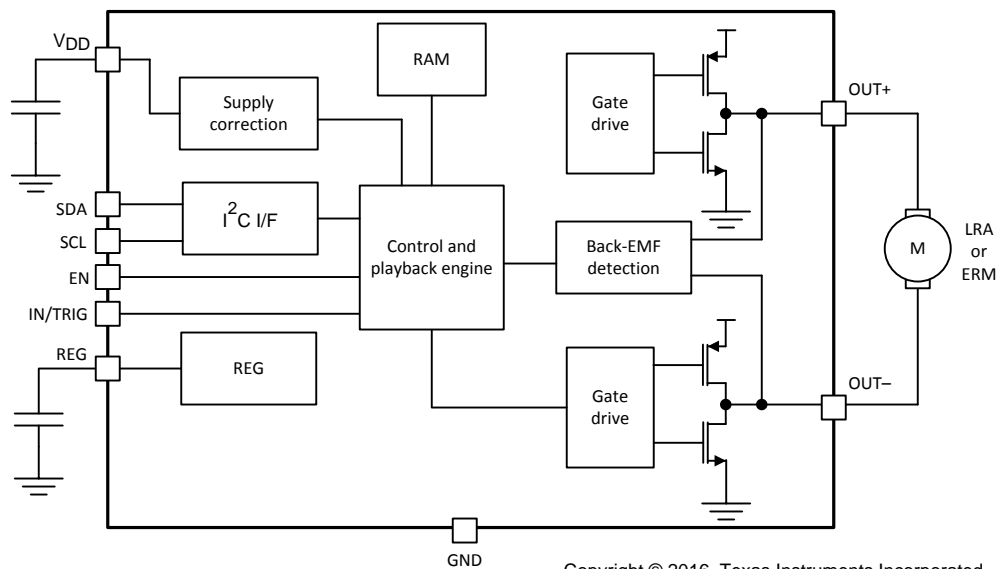 VDD
RAM
Supply
correction
Gate
drive
OUT+
SDA
I2C I/F
SCL
Control and
playback engine
Back-EMF
detection
M
LRA
or
ERM
EN
IN/TRIG
REG
REG
Gate
drive
OUT–
GND
Copyright © 2016, Texas Instruments Incorporated